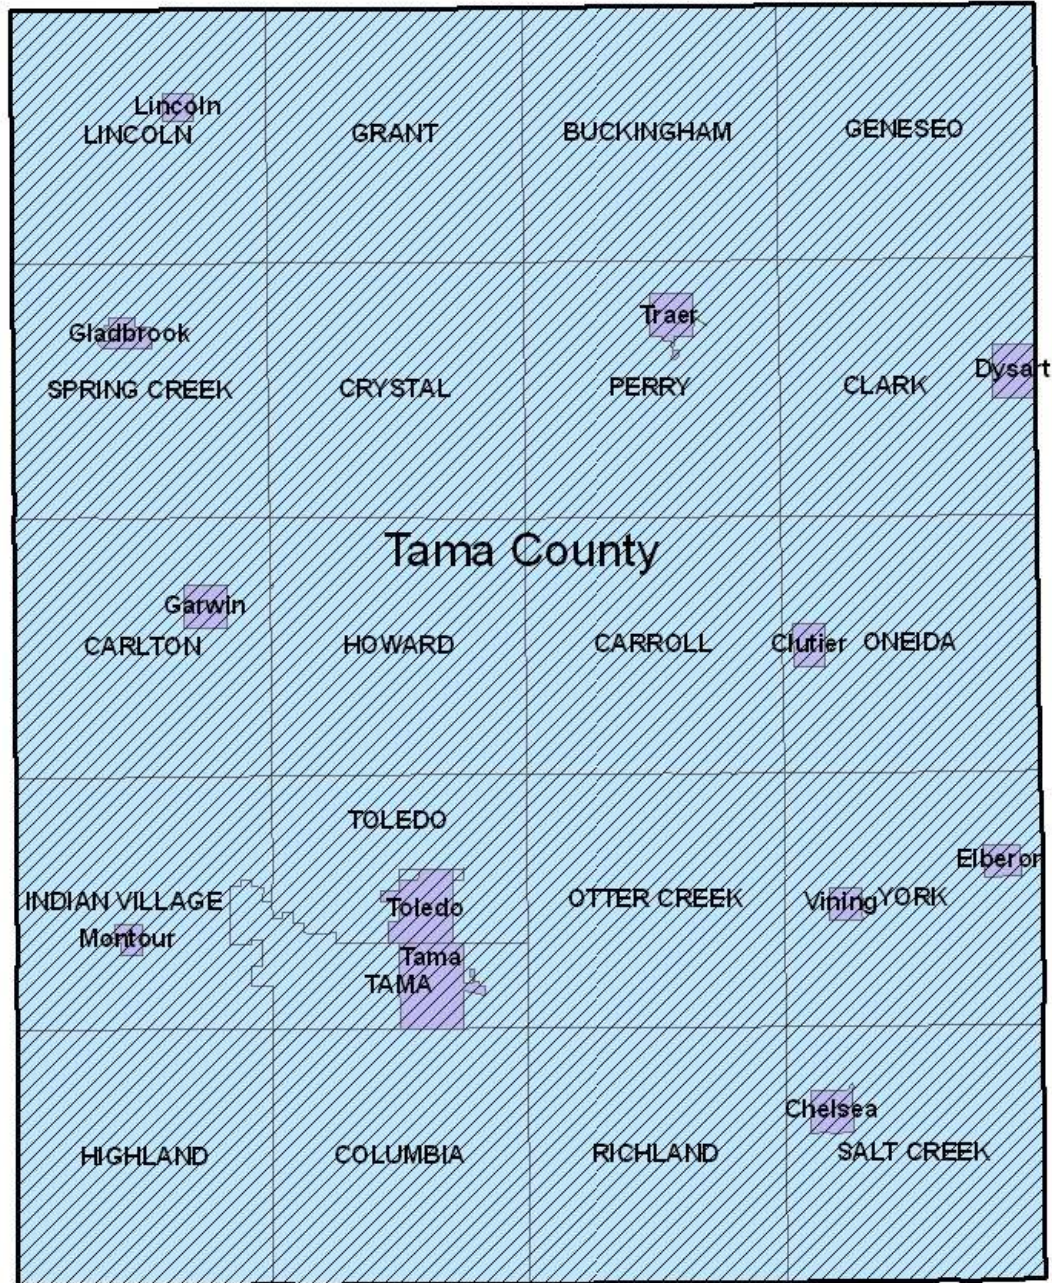 Lincoln
LINCOLN
GRANT
BUCKINGHAM
GENESEO
Gladbrook
SPRING CREEK
CRYSTAL
Traer
PERRY
CLARK
Dysart
Tama County
Garwin
CARLTON
HOWARD
CARROLL
Clutier
ONEIDA
TOLEDO
INDIAN VILLAGE
Montour
Toledo
Tama
TAMA
OTTER CREEK
Vining
YORK
Elberon
HIGHLAND
COLUMBIA
RICHLAND
Chelsea
SALT CREEK